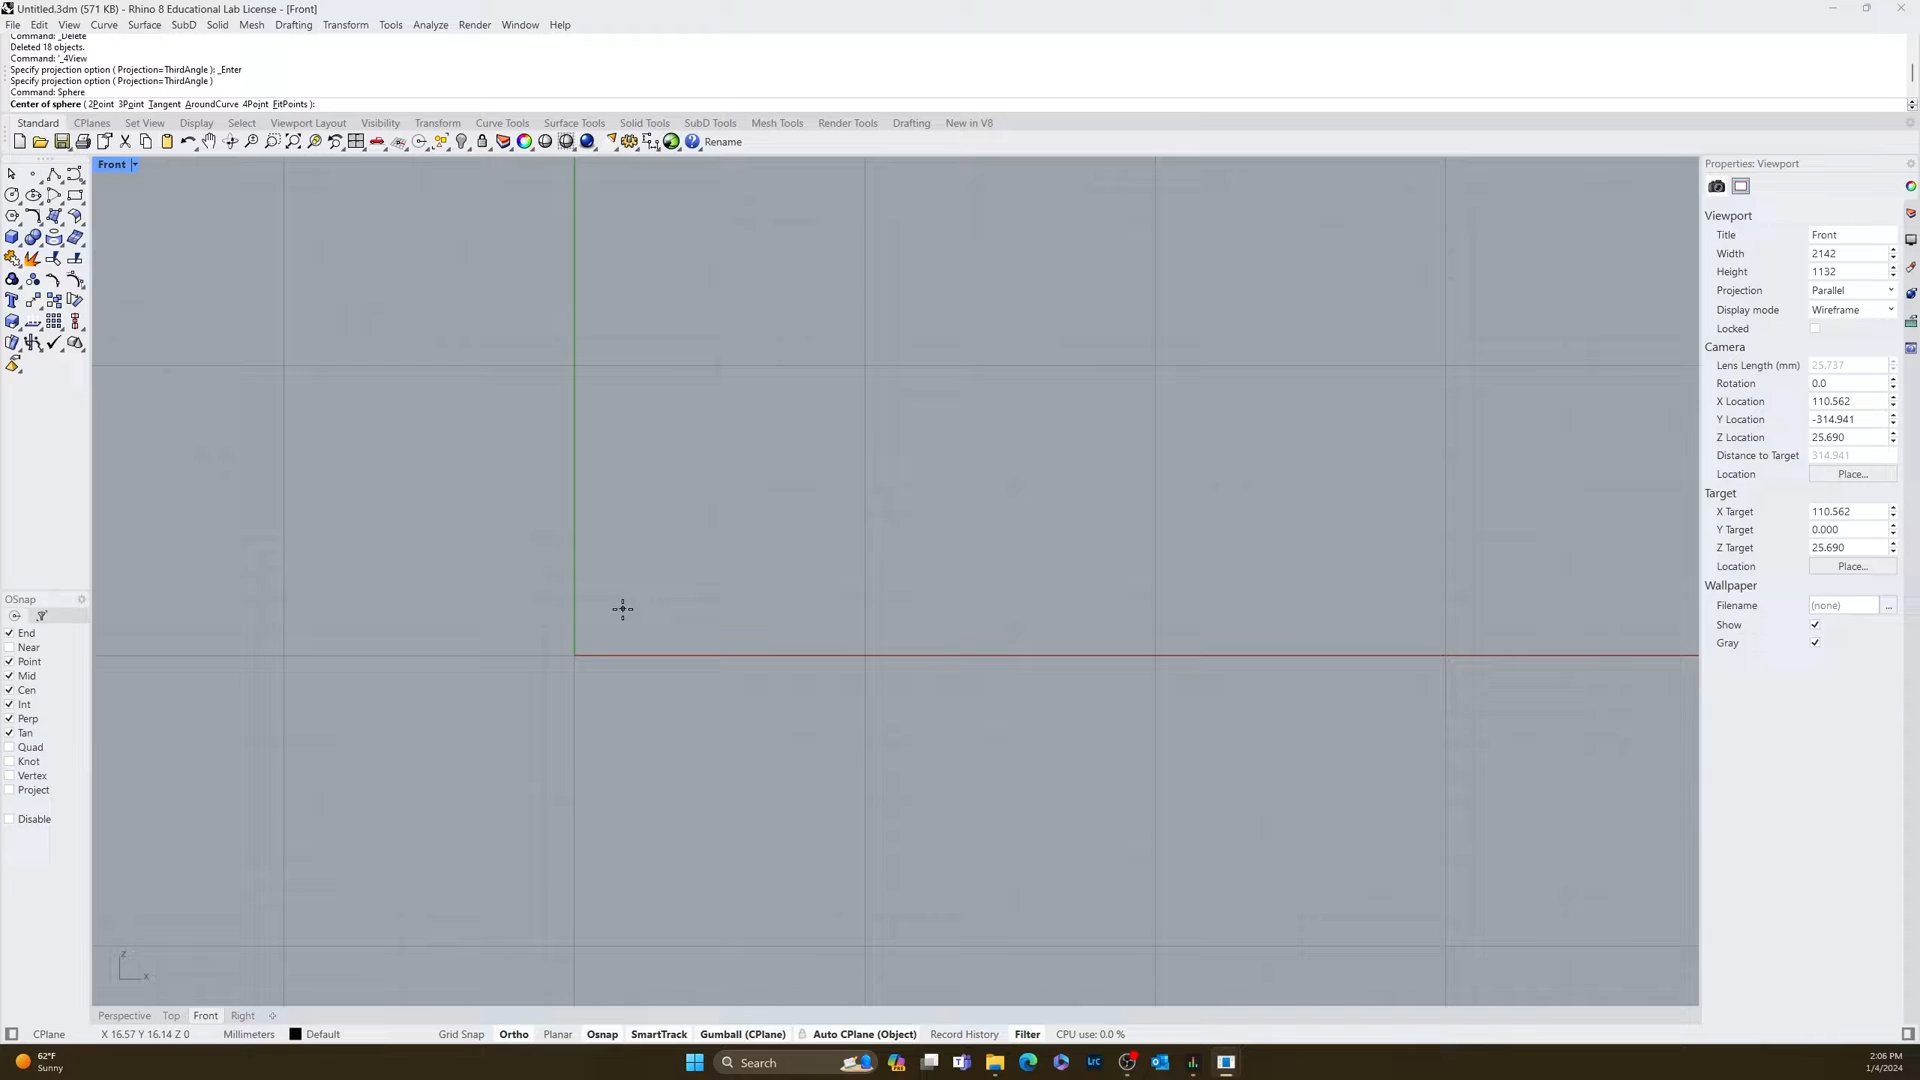 Untitled.3dm (571 KB) - Rhino 8 Educational Lab License - [Front]
File Edit View Curve Surface SubD Solid Mesh Drafting Transform Tools Analyze Render Window Help
Command: _Delete
Deleted 18 objects.
Command: '_4View
Specify projection option ( Projection=ThirdAngle ): _Enter
Specify projection option ( Projection=ThirdAngle )
Command: Sphere
Center of sphere ( 2Point 3Point Tangent AroundCurve 4Point FitPoints ):
Standard CPlanes Set View Display Select Viewport Layout Visibility Transform Curve Tools Surface Tools Solid Tools SubD Tools Mesh Tools Render Tools Drafting New in V8
Rename
Front
Properties: Viewport
Viewport
Title Front
Width 2142
Height 1132
Projection Parallel
Display mode Wireframe
Locked
Camera
Lens Length (mm) 25.737
Rotation 0.0
X Location 110.562
Y Location -314.941
Z Location 25.690
Distance to Target 314.941
Location Place...
Target
X Target 110.562
Y Target 0.000
Z Target 25.690
Location Place...
Wallpaper
Filename (none) ...
Show
Gray
OSnap
End
Near
Point
Mid
Cen
Int
Perp
Tan
Quad
Knot
Vertex
Project
Disable
z
x
Perspective Top Front Right
CPlane X 16.57 Y 16.14 Z 0 Millimeters Default Grid Snap Ortho Planar Osnap SmartTrack Gumball (CPlane) Auto CPlane (Object) Record History Filter CPU use: 0.0 %
62°F
Sunny
Search
LrC
2:06 PM
1/4/2024